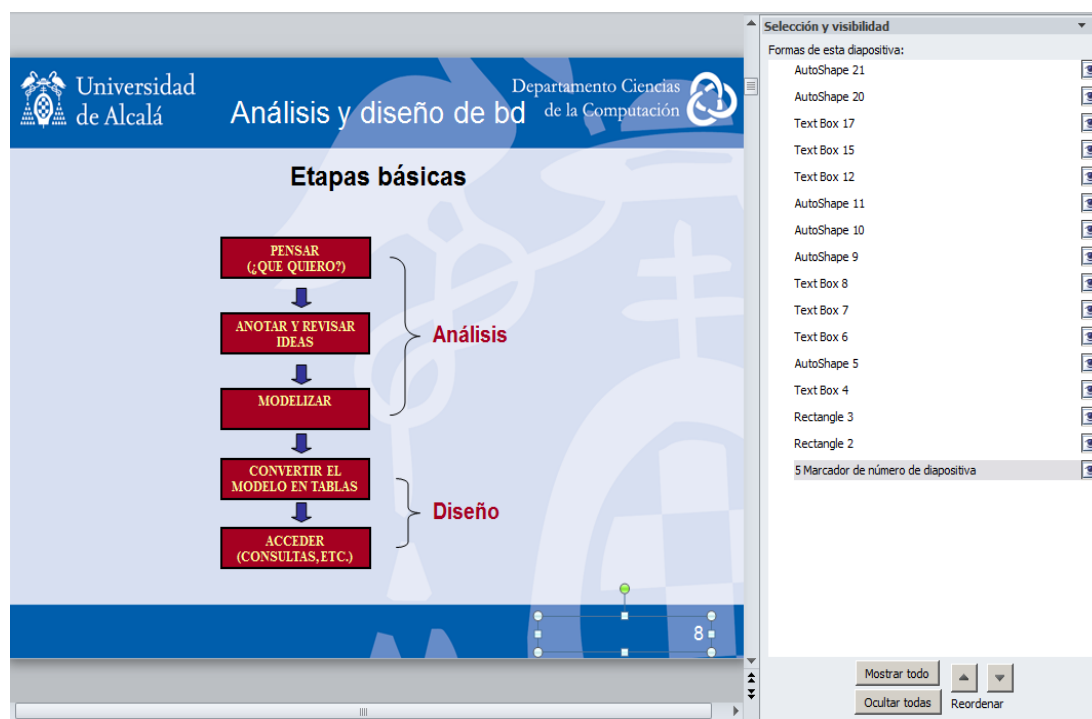 Universidad
de Alcalá
Análisis y diseño de bd
Departamento Ciencias
de la Computación
Etapas básicas
PENSAR
(¿QUE QUIERO?)
ANOTAR Y REVISAR
IDEAS
MODELIZAR
Análisis
CONVERTIR EL
MODELO EN TABLAS
ACCEDER
(CONSULTAS, ETC.)
Diseño
8
Selección y visibilidad
Formas de esta diapositiva:
AutoShape 21
AutoShape 20
Text Box 17
Text Box 15
Text Box 12
AutoShape 11
AutoShape 10
AutoShape 9
Text Box 8
Text Box 7
Text Box 6
AutoShape 5
Text Box 4
Rectangle 3
Rectangle 2
5 Marcador de número de diapositiva
Mostrar todo
Ocultar todas
Reordenar